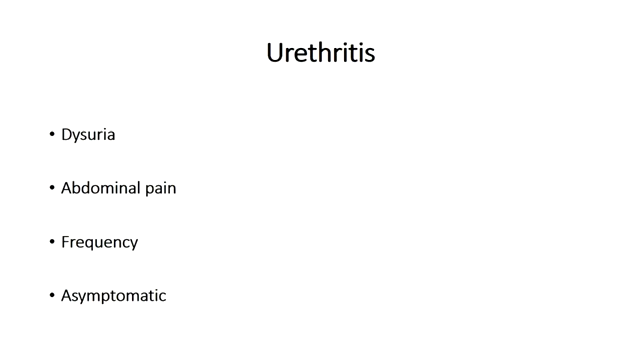 Urethritis
• Dysuria
• Abdominal pain
• Frequency
• Asymptomatic